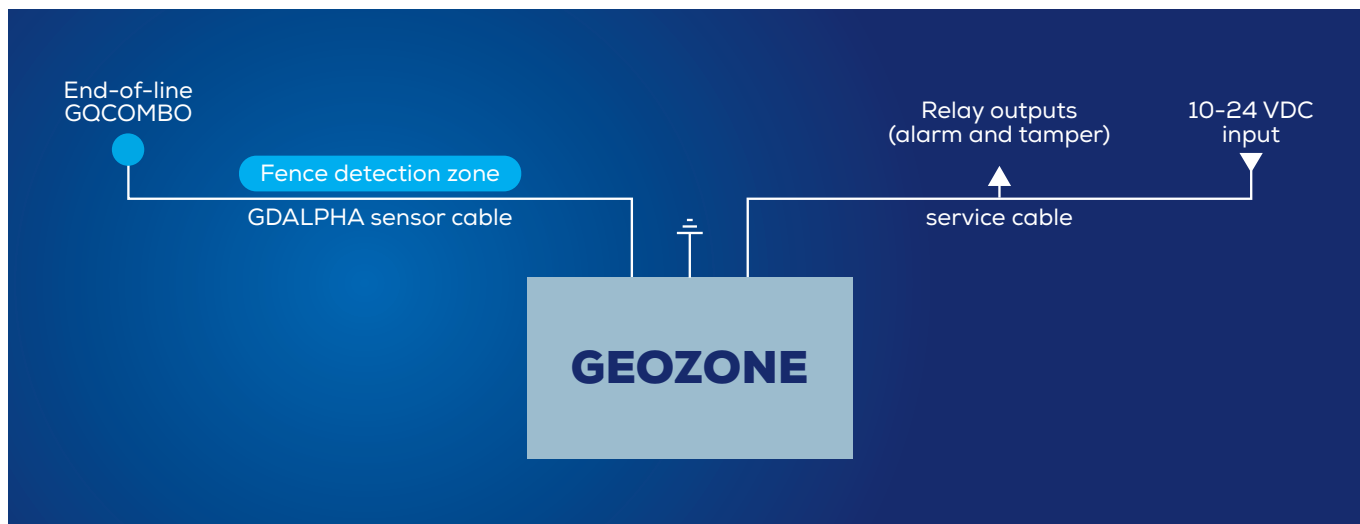 End-of-line
GQCOMBO
Fence detection zone
GDALPHA sensor cable
Relay outputs
(alarm and tamper)
10-24 VDC
input
service cable
GEOZONE